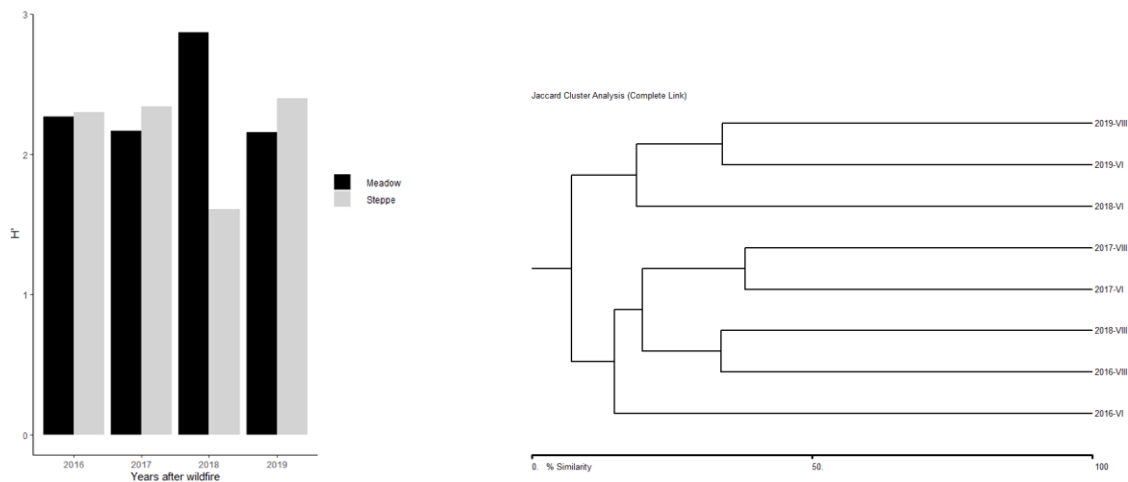 3
2
1
0
H'
2016 2017 2018 2019
Years after wildfire
Meadow
Steppe
Jaccard Cluster Analysis (Complete Link)
2019-VIII
2019-VI
2018-VI
2017-VIII
2017-VI
2018-VIII
2016-VIII
2016-VI
0. % Similarity 50. 100